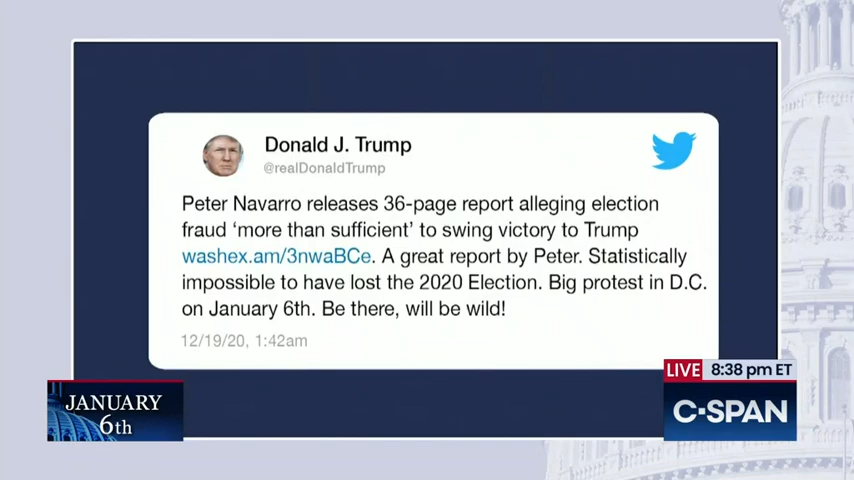 Donald J. Trump
@realDonaldTrump
Peter Navarro releases 36-page report alleging election
fraud ‘more than sufficient’ to swing victory to Trump
washex.am/3nwaBCe. A great report by Peter. Statistically
impossible to have lost the 2020 Election. Big protest in D.C.
on January 6th. Be there, will be wild!
12/19/20, 1:42am
JANUARY
6th
LIVE 8:38 pm ET
C-SPAN